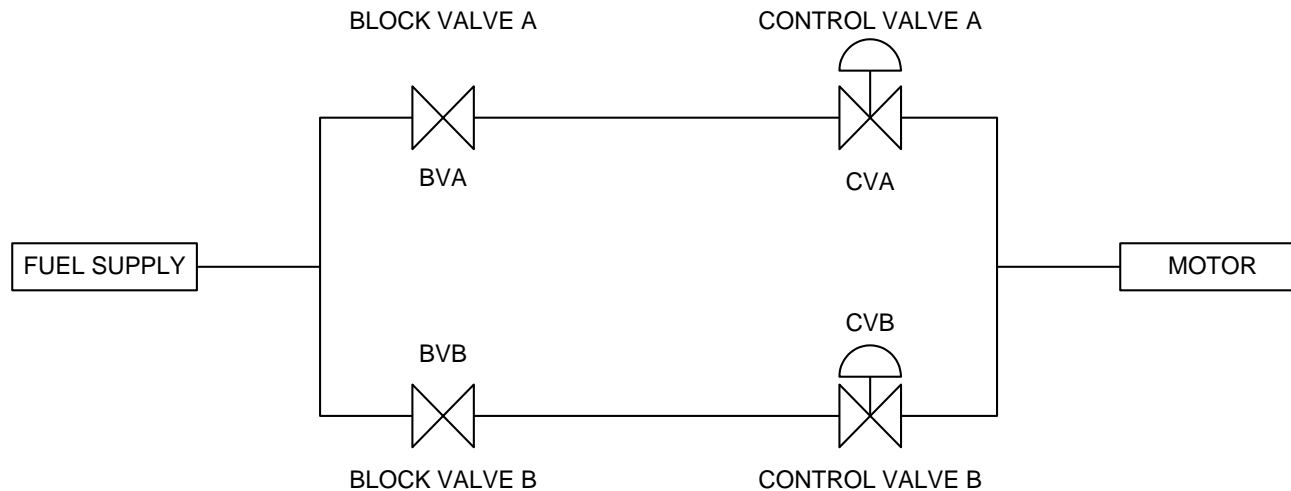 BLOCK VALVE A
CONTROL VALVE A
BVA
CVA
FUEL SUPPLY
MOTOR
BVB
CVB
BLOCK VALVE B
CONTROL VALVE B